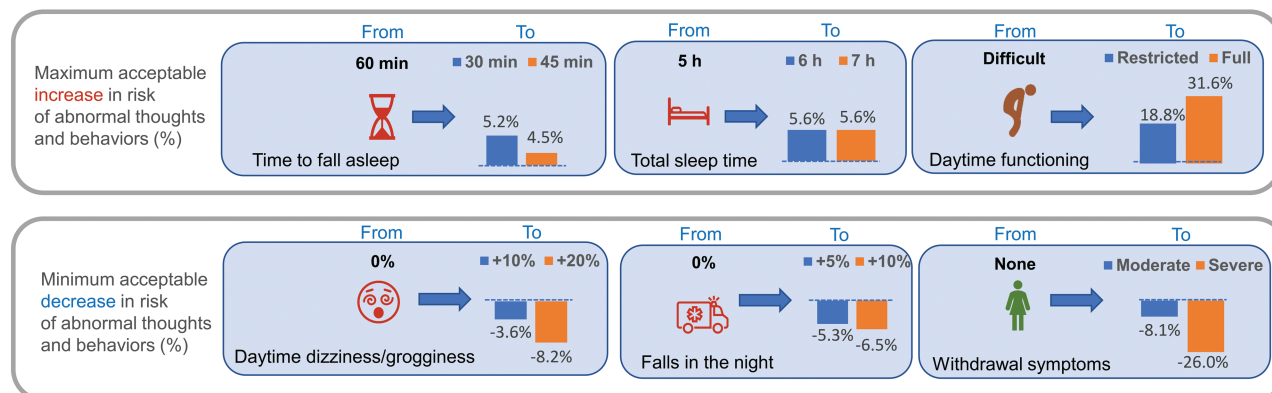 From To
60 min 30 min 45 min
5.2% 4.5%
Time to fall asleep
From To
5 h 6 h 7 h
5.6% 5.6%
Total sleep time
From To
Difficult Restricted Full
18.8% 31.6%
Daytime functioning
Maximum acceptable
increase in risk
of abnormal thoughts
and behaviors (%)
From To
0% +10% +20%
-3.6% -8.2%
Daytime dizziness/grogginess
From To
0% +5% +10%
-5.3% -6.5%
Falls in the night
From To
None Moderate Severe
-8.1% -26.0%
Withdrawal symptoms
Minimum acceptable
decrease in risk
of abnormal thoughts
and behaviors (%)